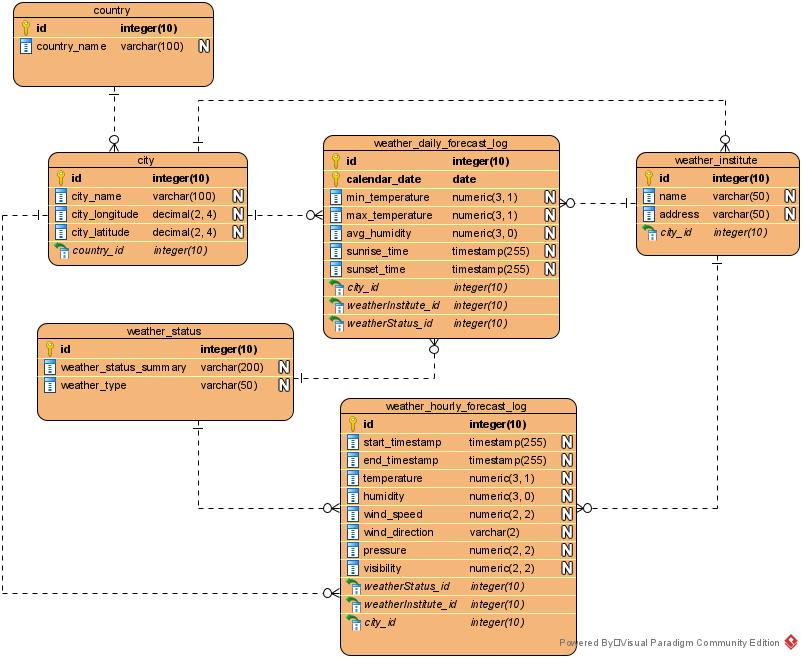 country
id integer(10)
country_name varchar(100) N
city
id integer(10)
city_name varchar(100) N
city_longitude decimal(2, 4) N
city_latitude decimal(2, 4) N
country_id integer(10)
weather_daily_forecast_log
id integer(10)
calendar_date date
min_temperature numeric(3, 1) N
max_temperature numeric(3, 1) N
avg_humidity numeric(3, 0) N
sunrise_time timestamp(255) N
sunset_time timestamp(255) N
city_id integer(10)
weatherInstitute_id integer(10)
weatherStatus_id integer(10)
weather_institute
id integer(10)
name varchar(50) N
address varchar(50) N
city_id integer(10)
weather_status
id integer(10)
weather_status_summary varchar(200) N
weather_type varchar(50) N
weather_hourly_forecast_log
id integer(10)
start_timestamp timestamp(255) N
end_timestamp timestamp(255) N
temperature numeric(3, 1) N
humidity numeric(3, 0) N
wind_speed numeric(2, 2) N
wind_direction varchar(2) N
pressure numeric(2, 2) N
visibility numeric(2, 2) N
weatherStatus_id integer(10)
weatherInstitute_id integer(10)
city_id integer(10)
Powered By Visual Paradigm Community Edition